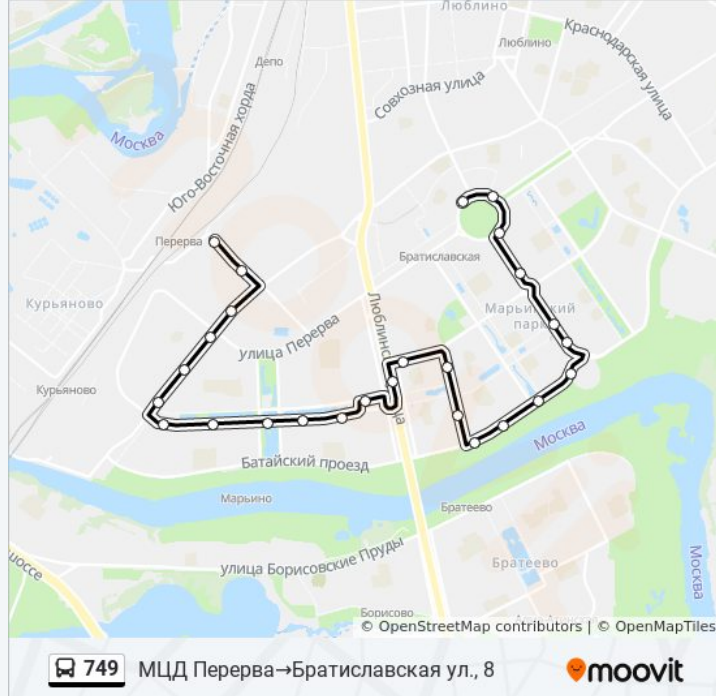 Люблино
Депо
Люблино
Краснодарская улица
Совхозная улица
Москва
Юго-Восточная хорда
Перерва
Братиславская
Курьяново
Марьинский
парк
улица Перерва
Курьяново
Батайский проезд
Москва
Марьино
Братеево
Братеево
Москва
шоссе
улица Борисовские Пруды
Борисово
© OpenStreetMap contributors | © OpenMapTiles
749 МЦД Перерва→Братиславская ул., 8 moovit